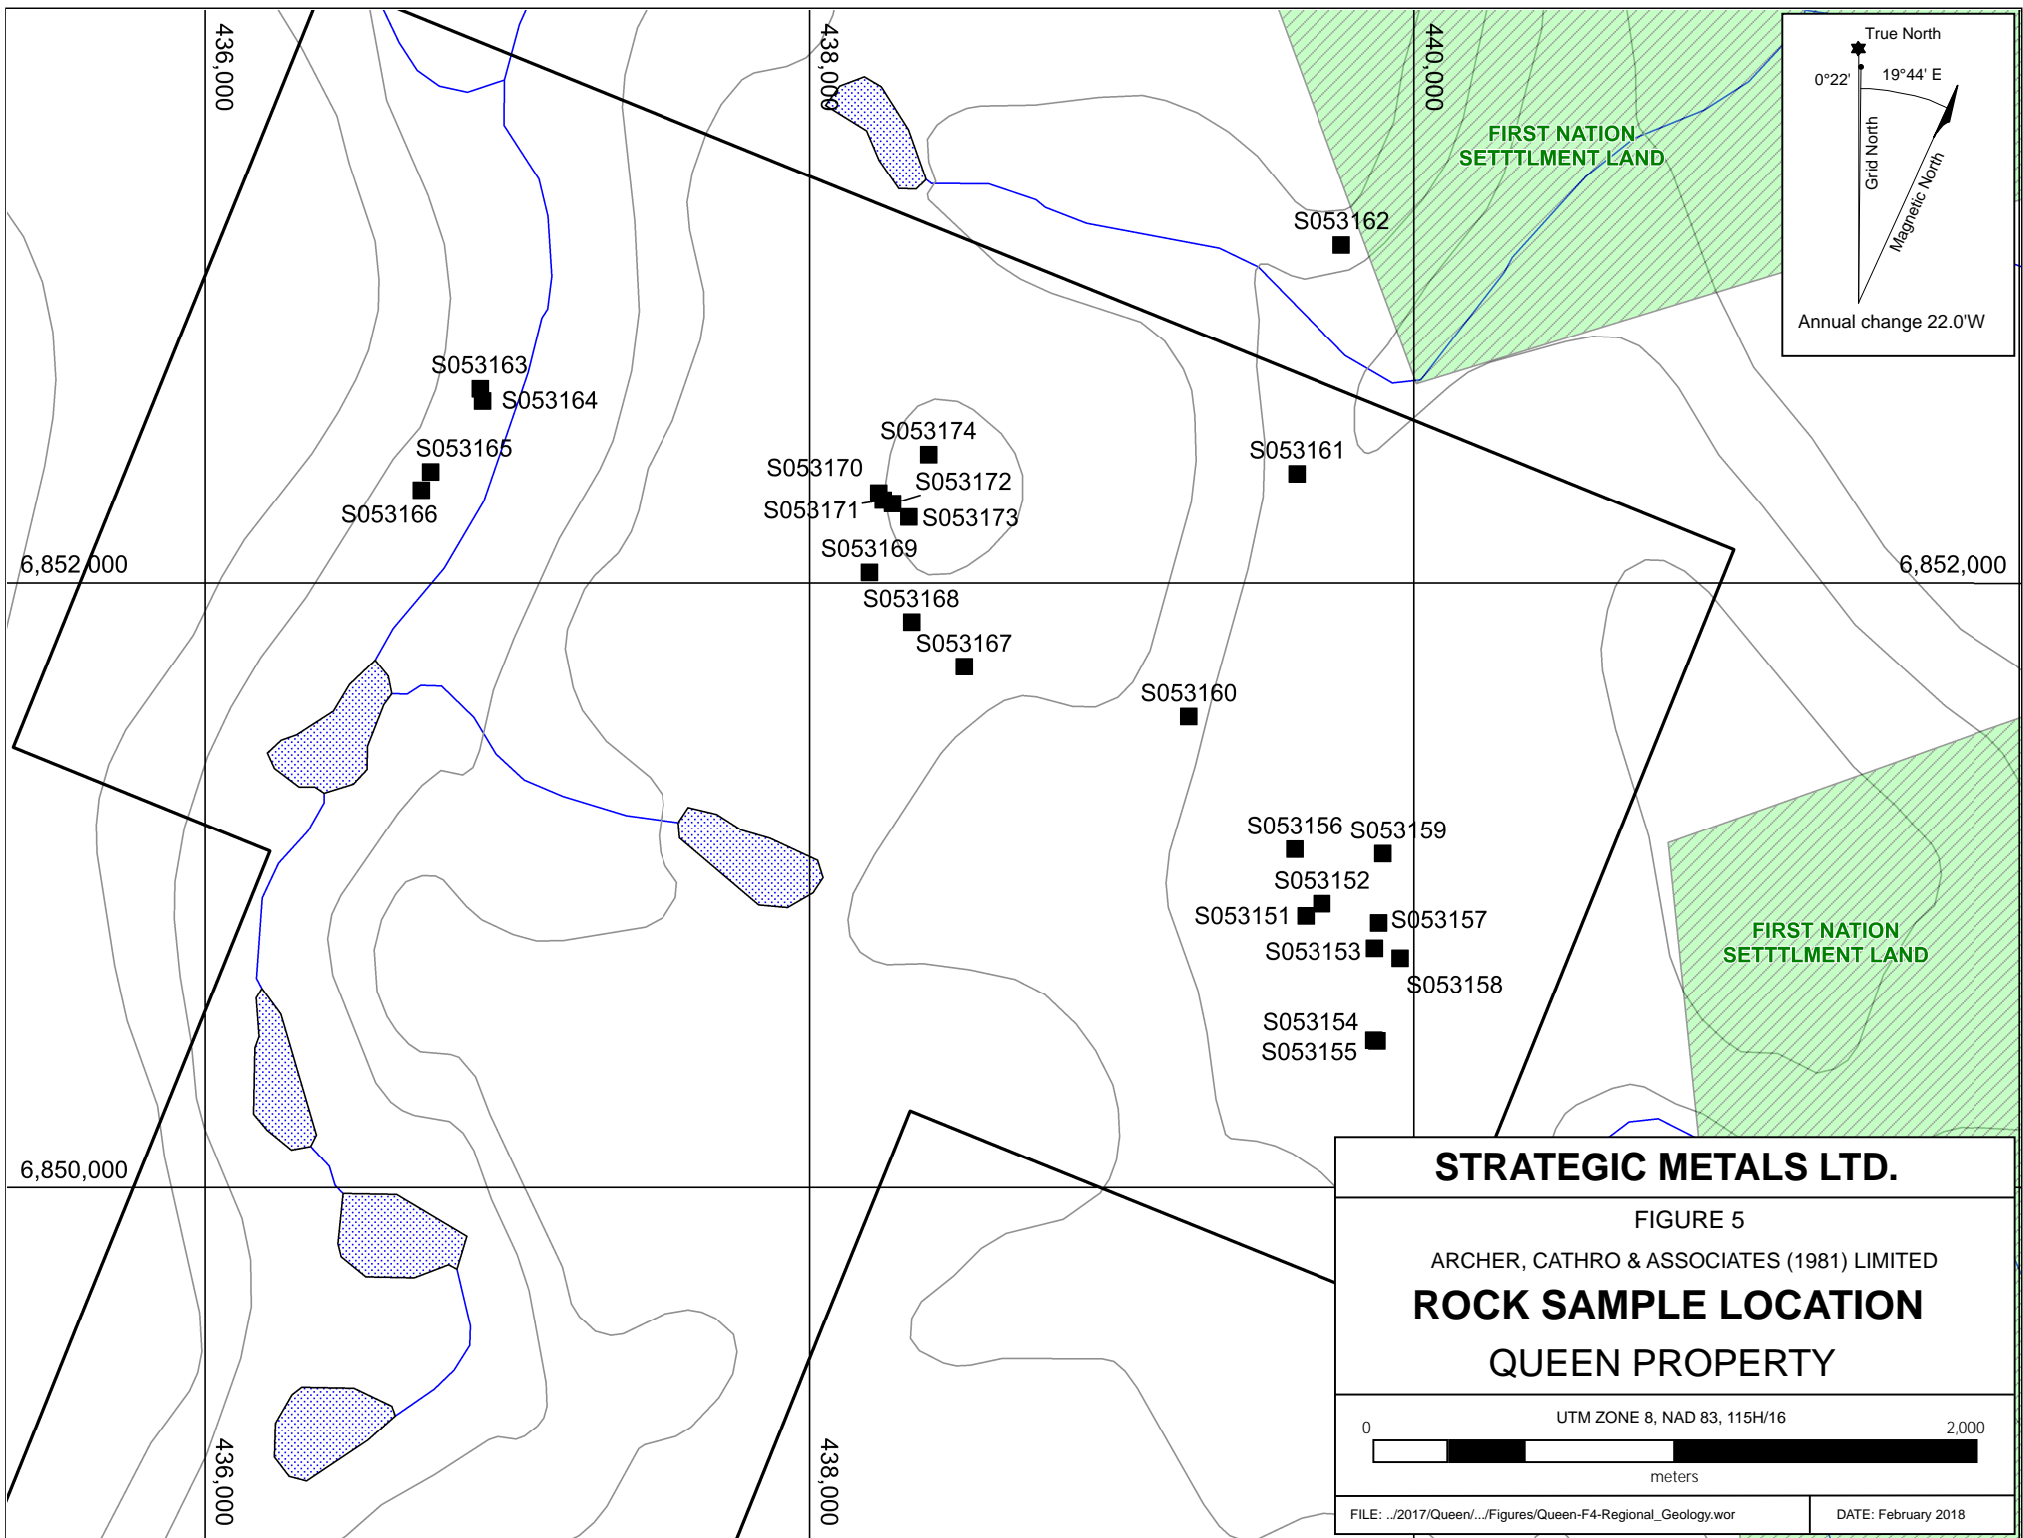 436,000
438,000
440,000
True North
0°22'
19°44' E
Grid North
Magnetic North
Annual change 22.0'W
FIRST NATION
SETTTLMENT LAND
S053162
S053163
S053164
S053165
S053166
S053174
S053170
S053172
S053171
S053173
S053161
S053169
6,852,000
6,852,000
S053168
S053167
S053160
S053156
S053159
S053152
S053151
S053157
S053153
S053158
S053154
S053155
FIRST NATION
SETTTLMENT LAND
6,850,000
STRATEGIC METALS LTD.
FIGURE 5
ARCHER, CATHRO & ASSOCIATES (1981) LIMITED
ROCK SAMPLE LOCATION
QUEEN PROPERTY
UTM ZONE 8, NAD 83, 115H/16
0
2,000
meters
FILE: ../2017/Queen/.../Figures/Queen-F4-Regional_Geology.wor
DATE: February 2018
436,000
438,000